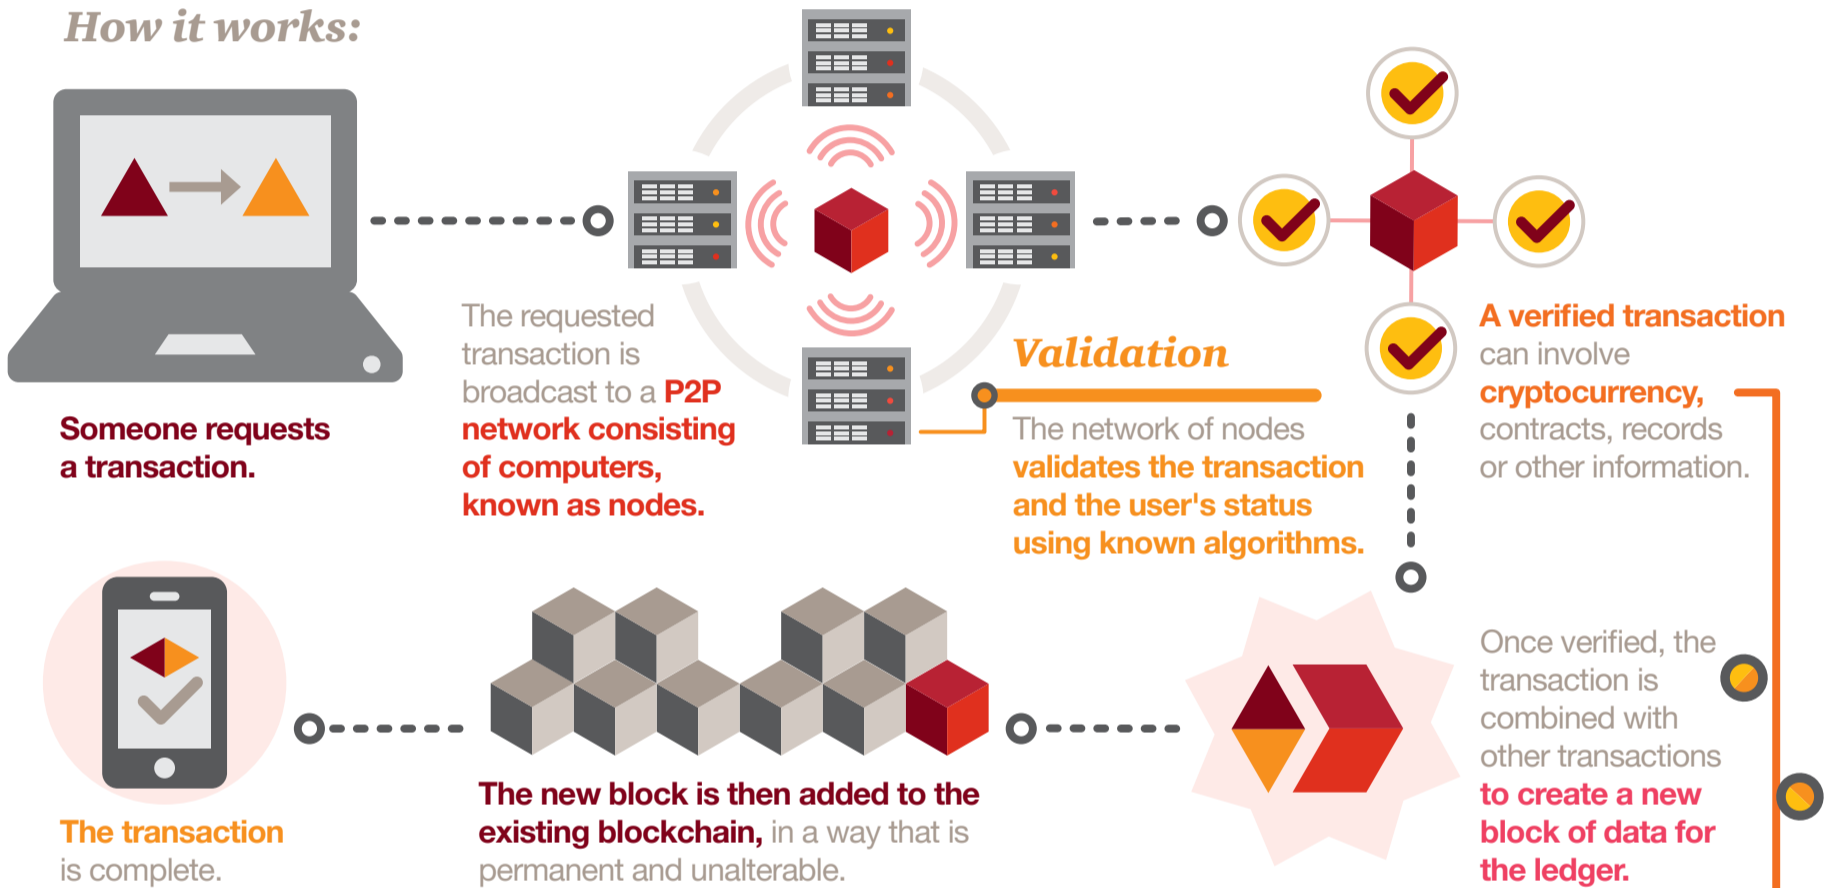 How it works:
Someone requests
a transaction.
The requested
transaction is
broadcast to a P2P
network consisting
of computers,
known as nodes.
Validation
The network of nodes
validates the transaction
and the user's status
using known algorithms.
A verified transaction
can involve
cryptocurrency,
contracts, records
or other information.
Once verified, the
transaction is
combined with
other transactions
to create a new
block of data for
the ledger.
The new block is then added to the
existing blockchain, in a way that is
permanent and unalterable.
The transaction
is complete.